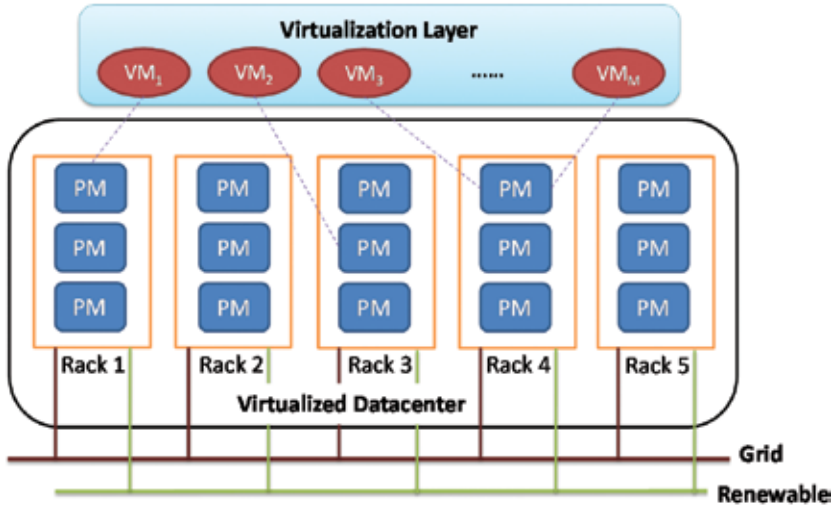 Virtualization Layer
VM₁ VM₂ VM₃ ...... VM_M
PM PM PM PM PM
PM PM PM PM PM
PM PM PM PM PM
Rack 1 Rack 2 Rack 3 Rack 4 Rack 5
Virtualized Datacenter
Grid
Renewables